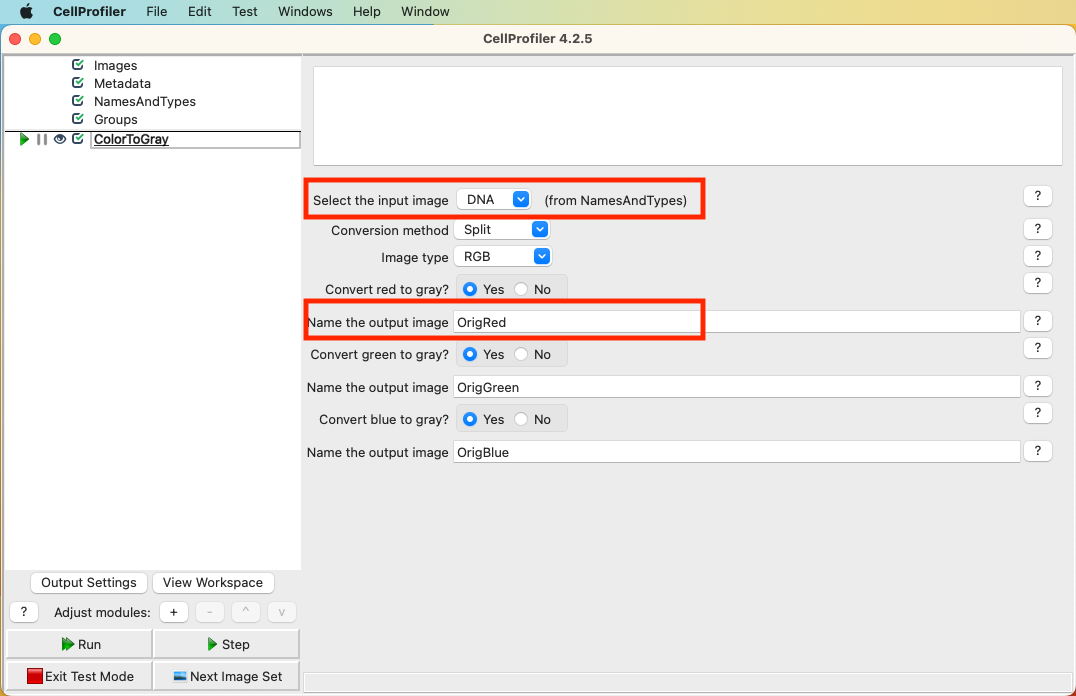 CellProfiler File Edit Test Windows Help Window
CellProfiler 4.2.5
Images
Metadata
NamesAndTypes
Groups
ColorToGray
Select the input image DNA (from NamesAndTypes) ?
Conversion method Split ?
Image type RGB ?
Convert red to gray? Yes No ?
Name the output image OrigRed ?
Convert green to gray? Yes No ?
Name the output image OrigGreen ?
Convert blue to gray? Yes No ?
Name the output image OrigBlue ?
Output Settings View Workspace
? Adjust modules: + - ^ v
Run Step
Exit Test Mode Next Image Set